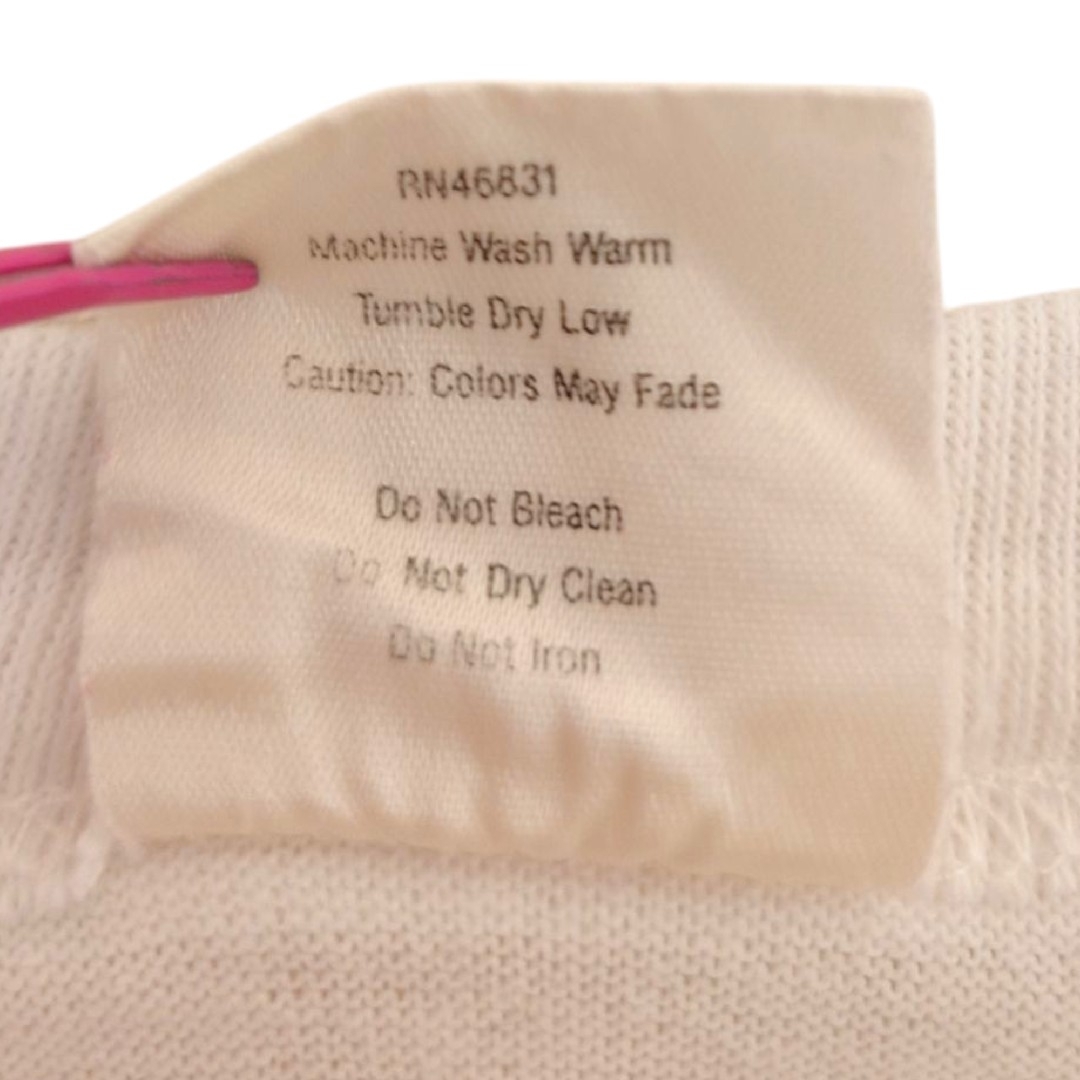 RN46831
Machine Wash Warm
Tumble Dry Low
Caution: Colors May Fade
Do Not Bleach
Do Not Dry Clean
Do Not Iron